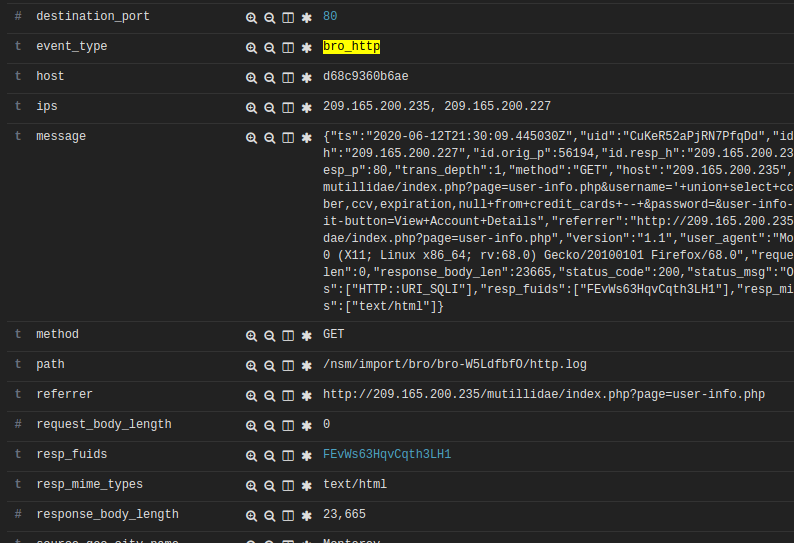 # destination_port 80
t event_type bro_http
t host d68c9360b6ae
t ips 209.165.200.235, 209.165.200.227
t message {"ts":"2020-06-12T21:30:09.445030Z","uid":"CuKeR52aPjRN7PfqDd","id
h":"209.165.200.227","id.orig_p":56194,"id.resp_h":"209.165.200.23
esp_p":80,"trans_depth":1,"method":"GET","host":"209.165.200.235",
mutillidae/index.php?page=user-info.php&username='+union+select+cc
ber,ccv,expiration,null+from+credit_cards+--+&password=&user-info-
it-button=View+Account+Details","referrer":"http://209.165.200.235
dae/index.php?page=user-info.php","version":"1.1","user_agent":"Mo
0 (X11; Linux x86_64; rv:68.0) Gecko/20100101 Firefox/68.0","reque
len":0,"response_body_len":23665,"status_code":200,"status_msg":"O
s":["HTTP::URI_SQLI"],"resp_fuids":["FEvWs63HqvCqth3LH1"],"resp_mi
s":["text/html"]}
t method GET
t path /nsm/import/bro/bro-W5LdfbfO/http.log
t referrer http://209.165.200.235/mutillidae/index.php?page=user-info.php
# request_body_length 0
t resp_fuids FEvWs63HqvCqth3LH1
t resp_mime_types text/html
# response_body_length 23,665
t source_geo.city_name Monterey